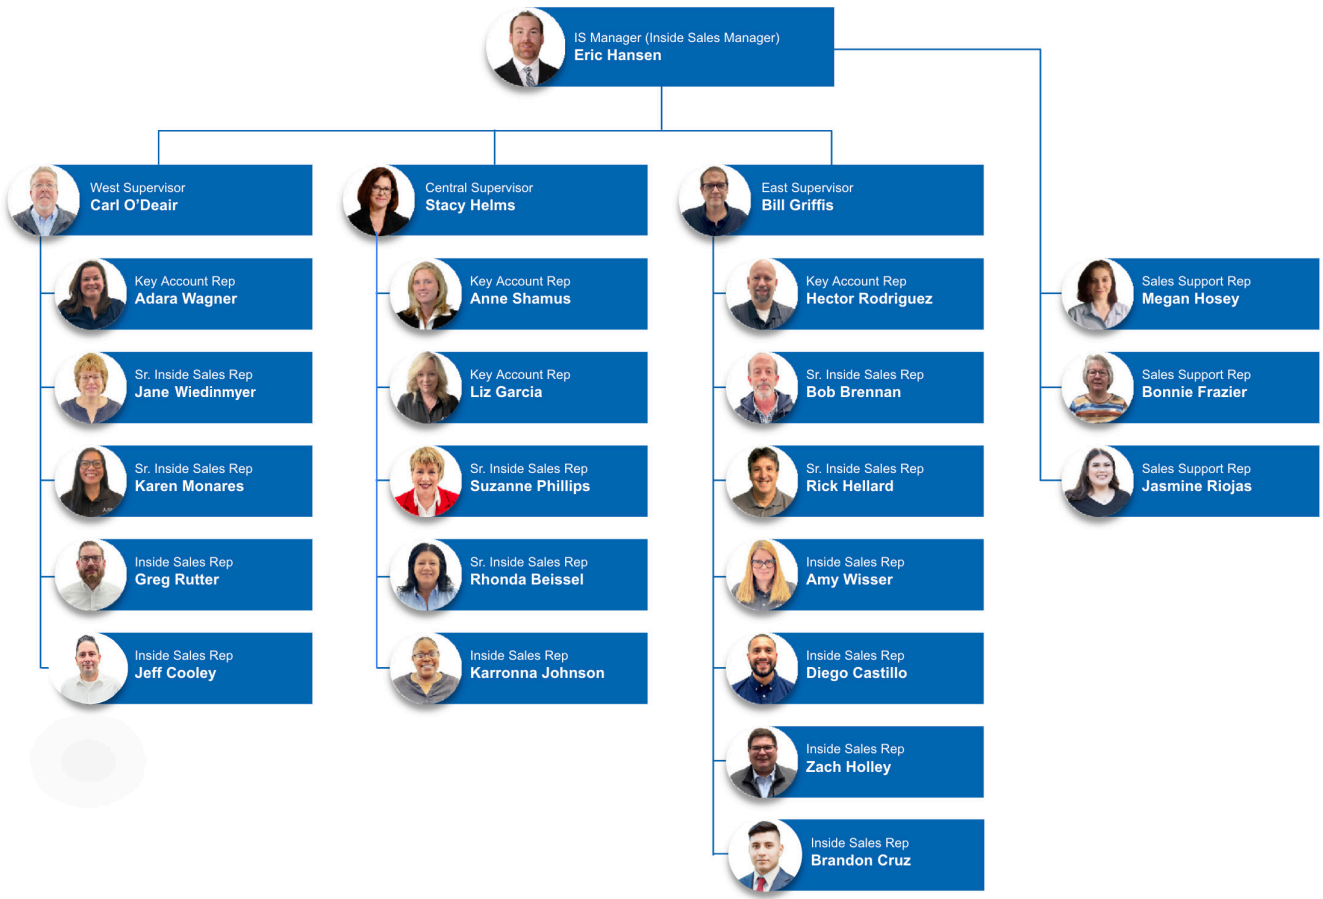 IS Manager (Inside Sales Manager)
Eric Hansen
West Supervisor
Carl O'Deair
Key Account Rep
Adara Wagner
Sr. Inside Sales Rep
Jane Wiedinmyer
Sr. Inside Sales Rep
Karen Monares
Inside Sales Rep
Greg Rutter
Inside Sales Rep
Jeff Cooley
Central Supervisor
Stacy Helms
Key Account Rep
Anne Shamus
Key Account Rep
Liz Garcia
Sr. Inside Sales Rep
Suzanne Phillips
Sr. Inside Sales Rep
Rhonda Beissel
Inside Sales Rep
Karronna Johnson
East Supervisor
Bill Griffis
Key Account Rep
Hector Rodriguez
Sr. Inside Sales Rep
Bob Brennan
Sr. Inside Sales Rep
Rick Hellard
Inside Sales Rep
Amy Wisser
Inside Sales Rep
Diego Castillo
Inside Sales Rep
Zach Holley
Inside Sales Rep
Brandon Cruz
Sales Support Rep
Megan Hosey
Sales Support Rep
Bonnie Frazier
Sales Support Rep
Jasmine Riojas